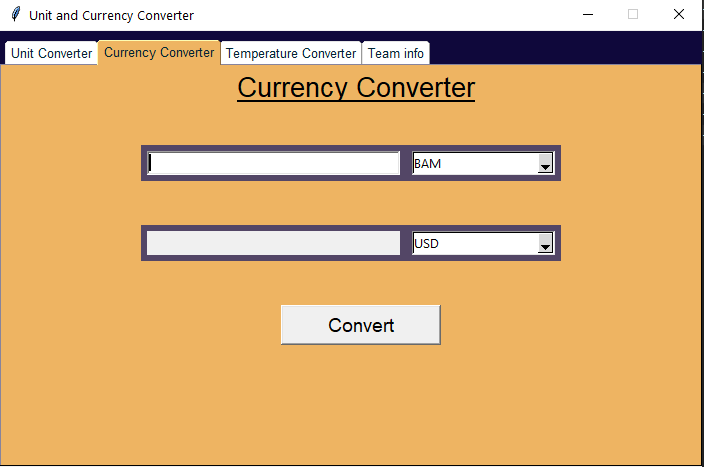 Unit and Currency Converter
Unit Converter Currency Converter Temperature Converter Team info
Currency Converter
BAM
USD
Convert